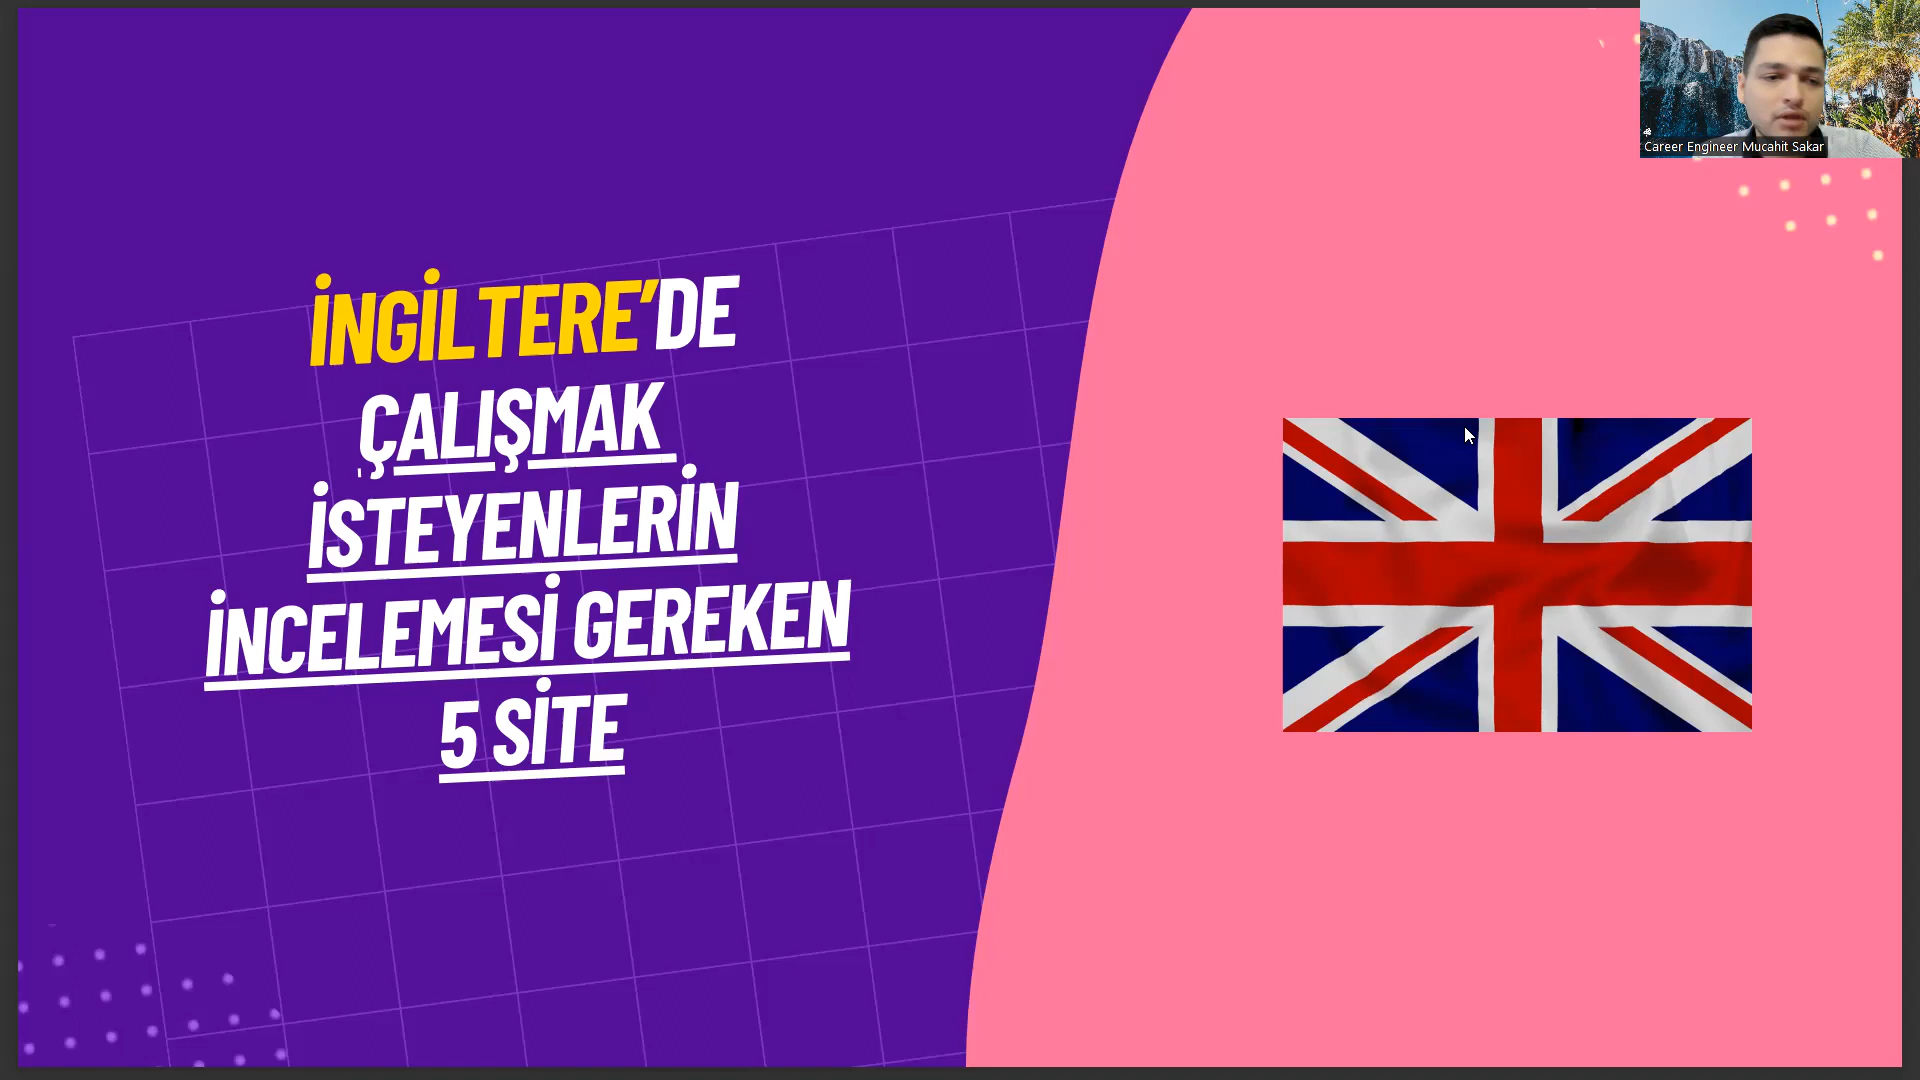 İNGİLTERE’DE
ÇALIŞMAK
İSTEYENLERİN
İNCELEMESİ GEREKEN
5 SİTE
Career Engineer Mucahit Sakar